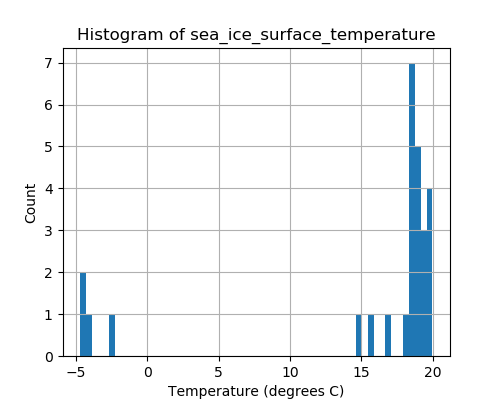 Histogram of sea_ice_surface_temperature
7
6
5
4
3
2
1
0
Count
−5 0 5 10 15 20
Temperature (degrees C)